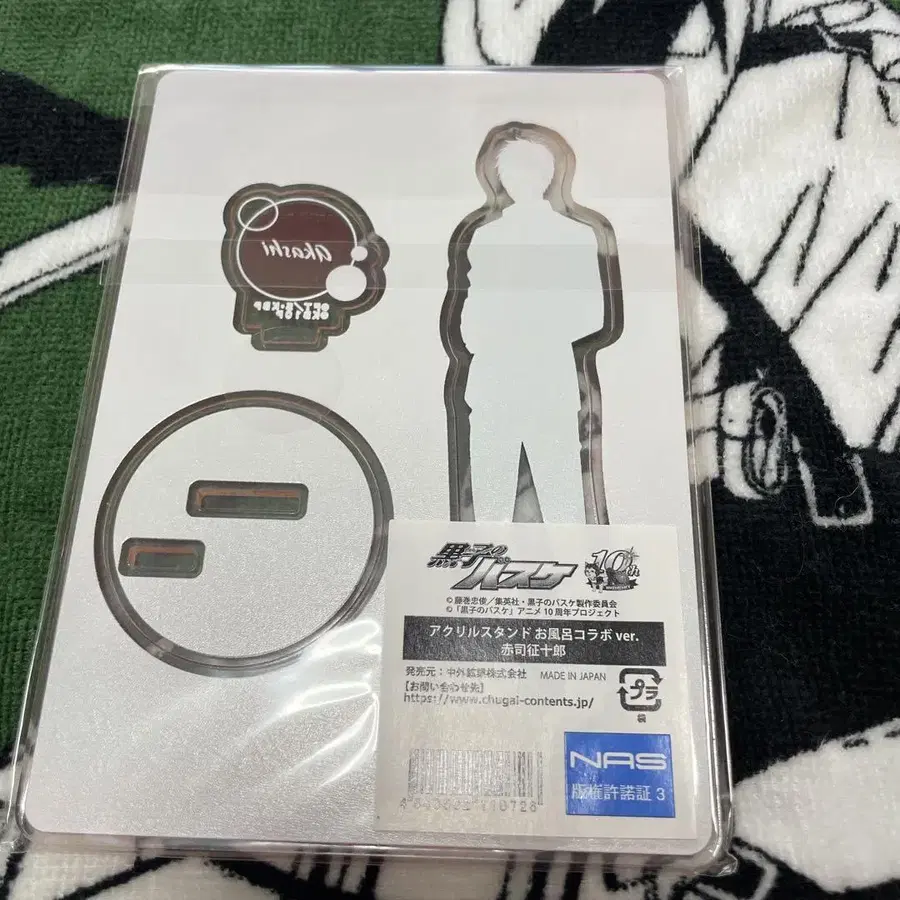 akashi
黒子のバスケ 10th
© 藤巻忠俊／集英社・黒子のバスケ製作委員会
© 「黒子のバスケ」アニメ 10 周年プロジェクト
アクリルスタンド お風呂コラボ ver.
赤司征十郎
発売元：中外鉱業株式会社 MADE IN JAPAN
【お問い合わせ先】
https://www.chugai-contents.jp/
プラ
袋
NAS
版権許諾証 3